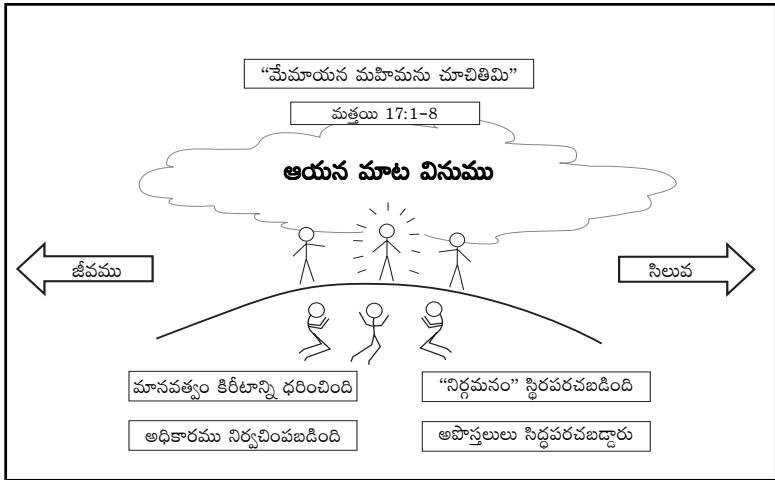 “మేమాయన మహిమను చూచితిమి”
మత్తయి 17:1-8
ఆయన మాట వినుము
జీవము
సిలువ
మానవత్వం కిరీటాన్ని ధరించింది
“నిర్గమనం” స్థిరపరచబడింది
అధికారము నిర్వచింపబడింది
అపొస్తలులు సిద్ధపరచబడ్డారు